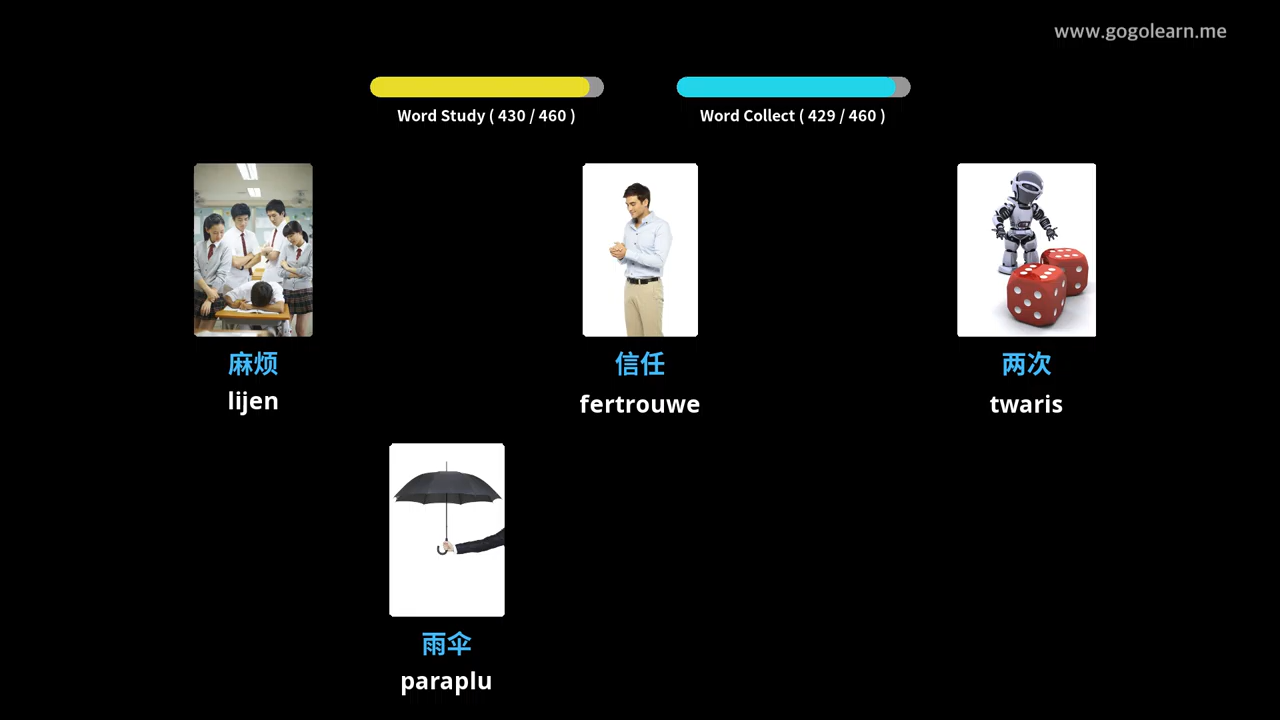 www.gogolearn.me
Word Study ( 430 / 460 )
Word Collect ( 429 / 460 )
麻烦
lijen
信任
fertrouwe
两次
twaris
雨伞
paraplu